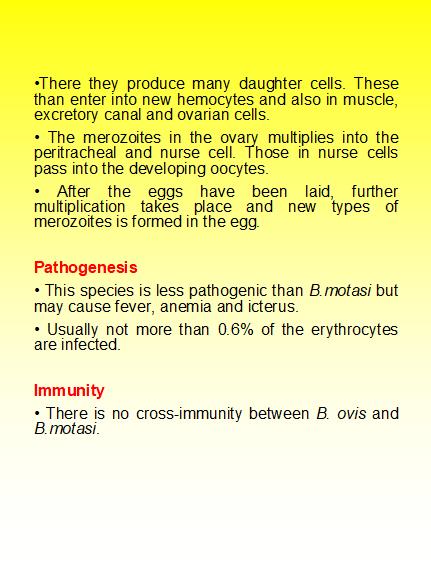 •There they produce many daughter cells. These
than enter into new hemocytes and also in muscle,
excretory canal and ovarian cells.
• The merozoites in the ovary multiplies into the
peritracheal and nurse cell. Those in nurse cells
pass into the developing oocytes.
• After the eggs have been laid, further
multiplication takes place and new types of
merozoites is formed in the egg.
Pathogenesis
• This species is less pathogenic than B.motasi but
may cause fever, anemia and icterus.
• Usually not more than 0.6% of the erythrocytes
are infected.
Immunity
• There is no cross-immunity between B. ovis and
B.motasi.